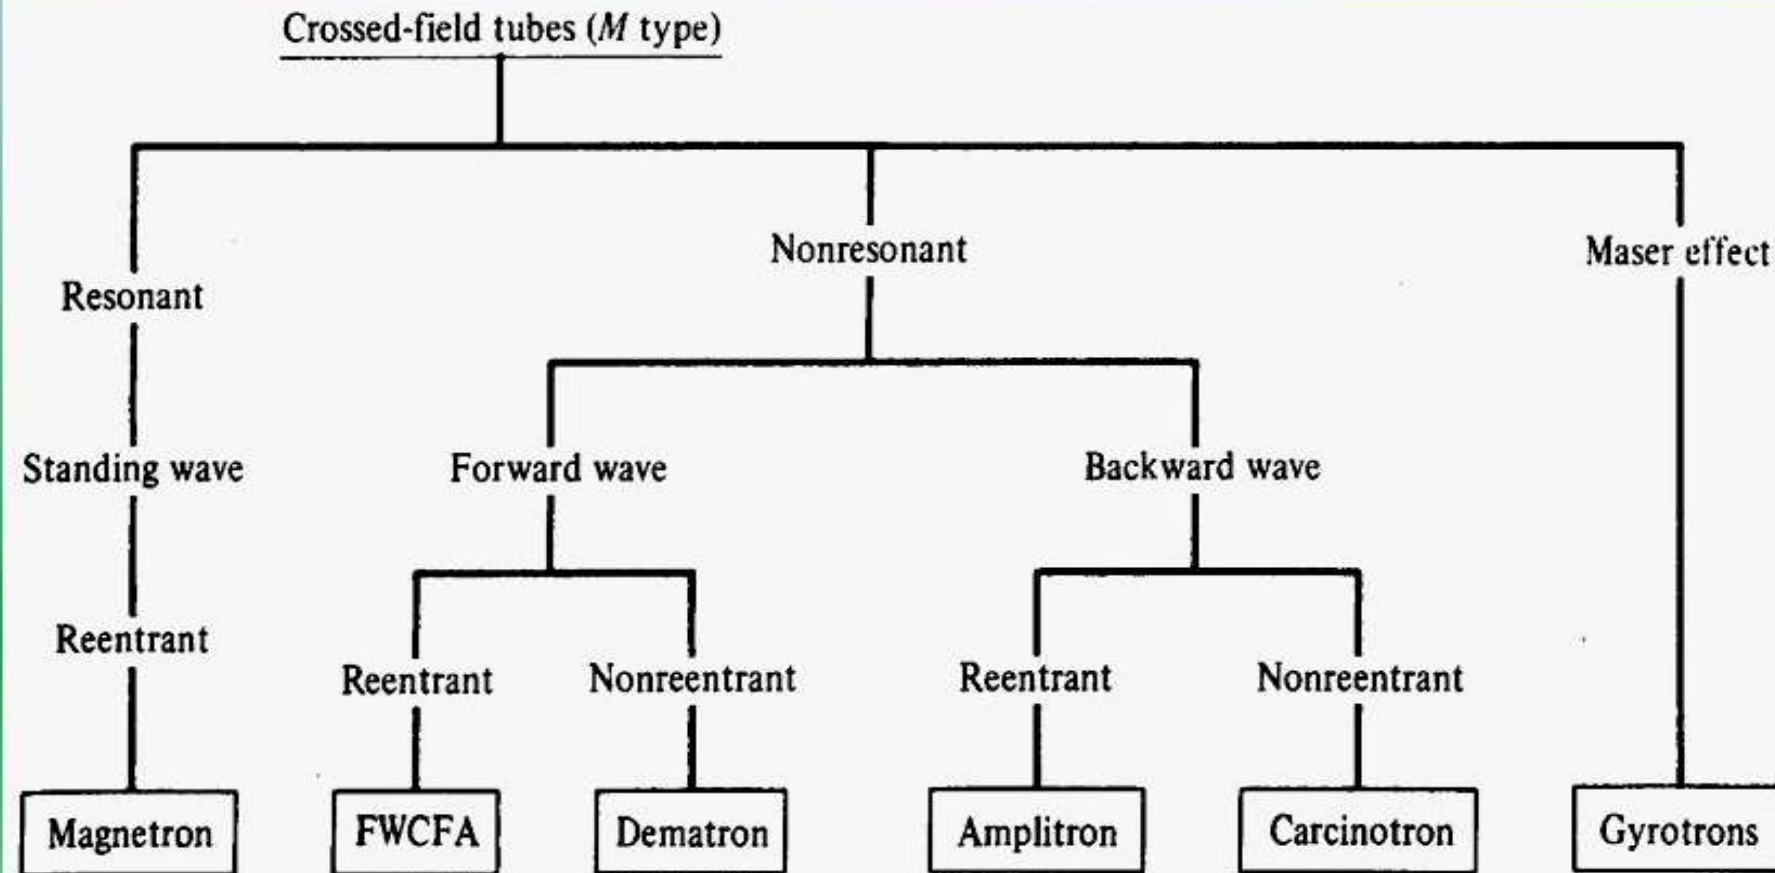 Crossed-field tubes (M type)
Nonresonant
Maser effect
Resonant
Standing wave
Forward wave
Backward wave
Reentrant
Reentrant
Nonreentrant
Reentrant
Nonreentrant
Magnetron
FWCFA
Dematron
Amplitron
Carcinotron
Gyrotrons